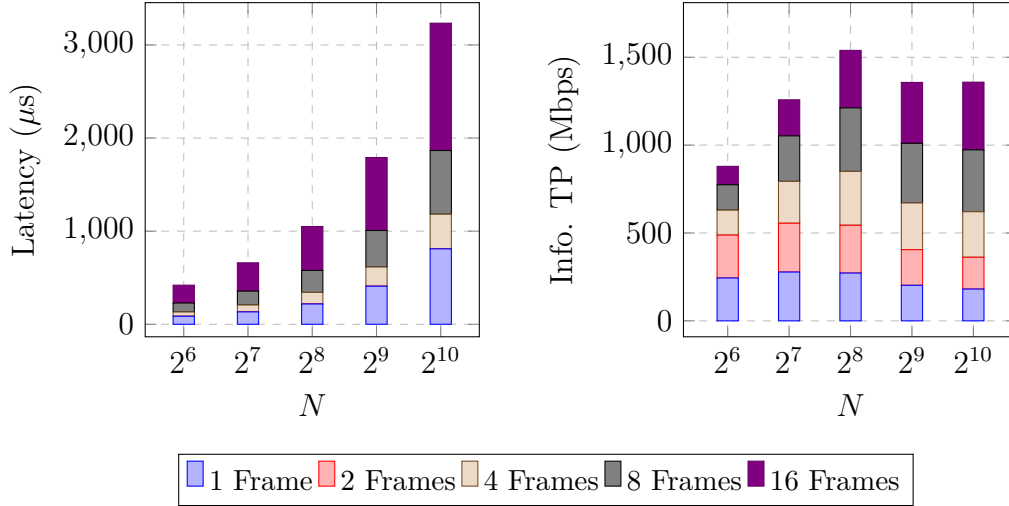 Latency (μs)
3,000
2,000
1,000
0
2^6 2^7 2^8 2^9 2^10
N
Info. TP (Mbps)
1,500
1,000
500
0
2^6 2^7 2^8 2^9 2^10
N
1 Frame 2 Frames 4 Frames 8 Frames 16 Frames